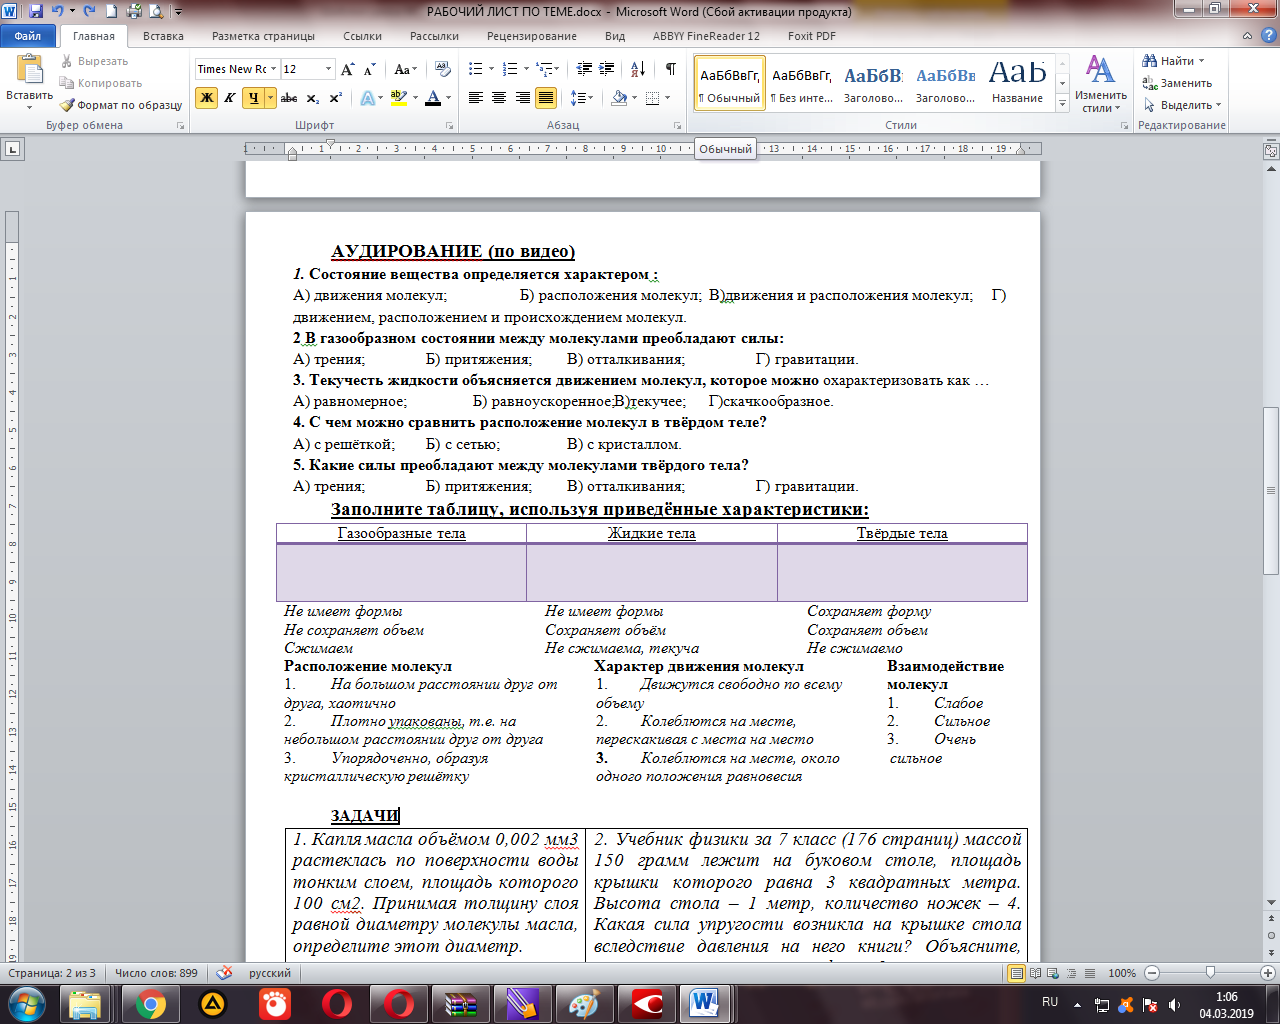 РАБОЧИЙ ЛИСТ ПО ТЕМЕ.docx - Microsoft Word (Сбой активации продукта)
Файл Главная Вставка Разметка страницы Ссылки Рассылки Рецензирование Вид ABBYY FineReader 12 Foxit PDF
Вставить
Вырезать
Копировать
Формат по образцу
Буфер обмена
Times New Rc 12
Шрифт
Абзац
АаБбВвГг, АаБбВвГг, АаБбВ: АаБбВв АаБ
¶ Обычный ¶ Без инте... Заголово... Заголово... Название
Стили
Изменить стили
Найти
Заменить
Выделить
Редактирование
Обычный
АУДИРОВАНИЕ (по видео)
1. Состояние вещества определяется характером :
А) движения молекул; Б) расположения молекул; В)движения и расположения молекул; Г)
движением, расположением и происхождением молекул.
2 В газообразном состоянии между молекулами преобладают силы:
А) трения; Б) притяжения; В) отталкивания; Г) гравитации.
3. Текучесть жидкости объясняется движением молекул, которое можно охарактеризовать как …
А) равномерное; Б) равноускоренное;В)текучее; Г)скачкообразное.
4. С чем можно сравнить расположение молекул в твёрдом теле?
А) с решёткой; Б) с сетью; В) с кристаллом.
5. Какие силы преобладают между молекулами твёрдого тела?
А) трения; Б) притяжения; В) отталкивания; Г) гравитации.
Заполните таблицу, используя приведённые характеристики:
Газообразные тела Жидкие тела Твёрдые тела
Не имеет формы Не имеет формы Сохраняет форму
Не сохраняет объем Сохраняет объём Сохраняет объем
Сжимаем Не сжимаема, текуча Не сжимаемо
Расположение молекул
1. На большом расстоянии друг от
друга, хаотично
2. Плотно упакованы, т.е. на
небольшом расстоянии друг от друга
3. Упорядоченно, образуя
кристаллическую решётку
Характер движения молекул
1. Движутся свободно по всему
объему
2. Колеблются на месте,
перескакивая с места на место
3. Колеблются на месте, около
одного положения равновесия
Взаимодействие
молекул
1. Слабое
2. Сильное
3. Очень
сильное
ЗАДАЧИ
1. Капля масла объёмом 0,002 мм3
растеклась по поверхности воды
тонким слоем, площадь которого
100 см2. Принимая толщину слоя
равной диаметру молекулы масла,
определите этот диаметр.
2. Учебник физики за 7 класс (176 страниц) массой
150 грамм лежит на буковом столе, площадь
крышки которого равна 3 квадратных метра.
Высота стола – 1 метр, количество ножек – 4.
Какая сила упругости возникла на крышке стола
вследствие давления на него книги? Объясните,
Страница: 2 из 3 Число слов: 899 русский 100%
RU 1:06
04.03.2019